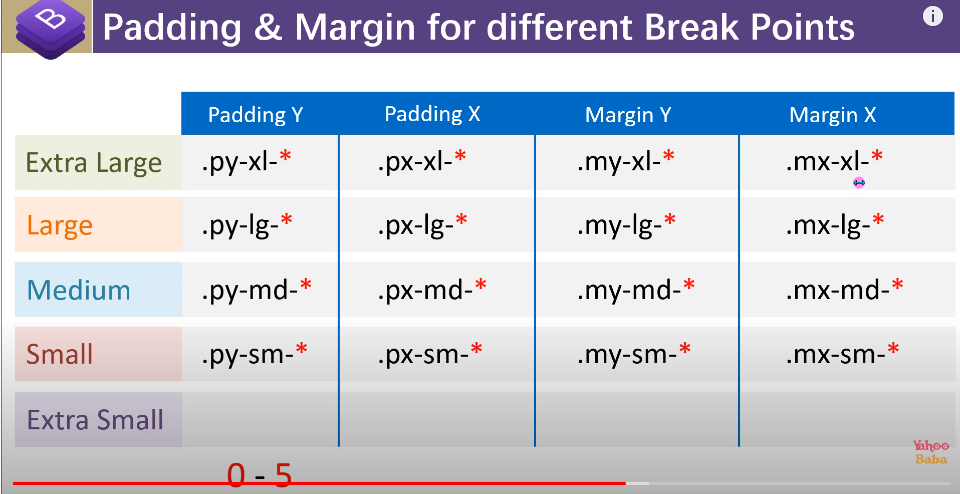 B
Padding & Margin for different Break Points
i
Padding Y Padding X Margin Y Margin X
Extra Large .py-xl-* .px-xl-* .my-xl-* .mx-xl-*
Large .py-lg-* .px-lg-* .my-lg-* .mx-lg-*
Medium .py-md-* .px-md-* .my-md-* .mx-md-*
Small .py-sm-* .px-sm-* .my-sm-* .mx-sm-*
Extra Small
Yahoo
Baba
0 - 5